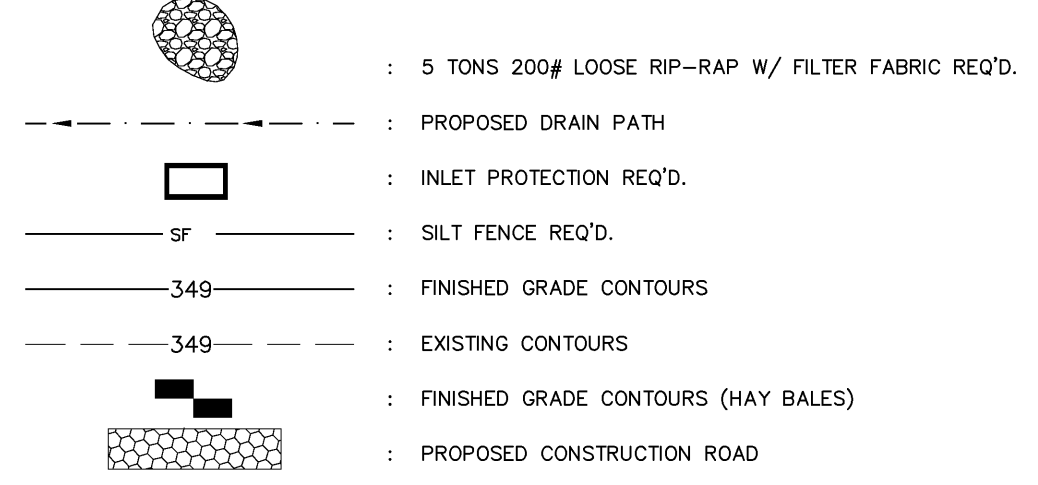 : 5 TONS 200# LOOSE RIP-RAP W/ FILTER FABRIC REQ'D.
: PROPOSED DRAIN PATH
: INLET PROTECTION REQ'D.
SF : SILT FENCE REQ'D.
349 : FINISHED GRADE CONTOURS
349 : EXISTING CONTOURS
: FINISHED GRADE CONTOURS (HAY BALES)
: PROPOSED CONSTRUCTION ROAD